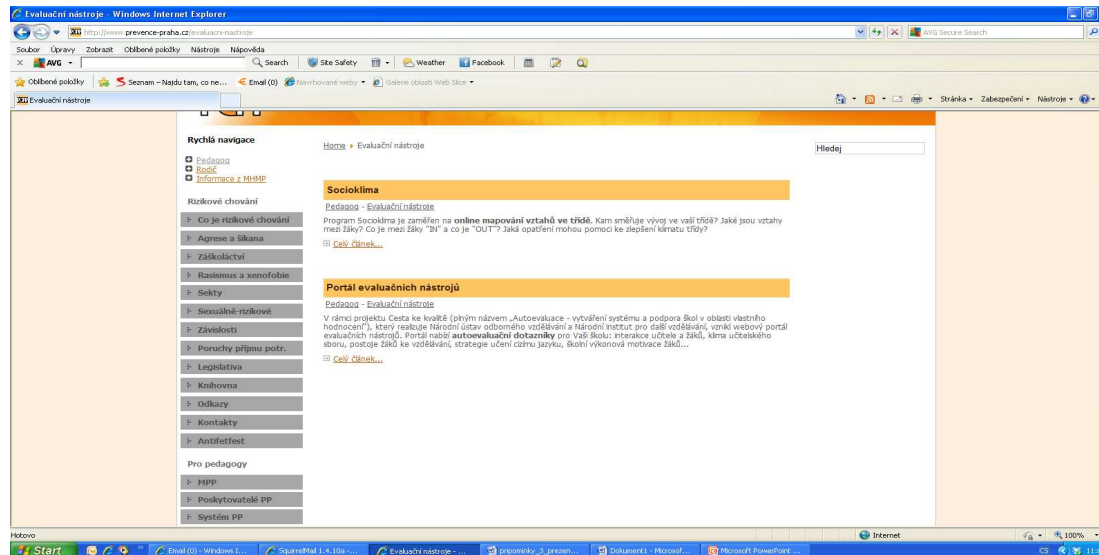 Evaluační nástroje - Windows Internet Explorer
http://www.prevence-praha.cz/evaluacni-nastroje
AVG Secure Search
Soubor Úpravy Zobrazit Oblíbené položky Nástroje Nápověda
AVG Search Site Safety Weather Facebook
Oblíbené položky Seznam – Najdu tam, co ne... Email (0) Navrhované weby Galerie oblastí Web Slice
Evaluační nástroje
Stránka Zabezpečení Nástroje
Rychlá navigace
Pedagog
Rodič
Informace z MHMP
Rizikové chování
Co je rizikové chování
Agrese a šikana
Záškoláctví
Rasismus a xenofobie
Sekty
Sexuálně-rizikové
Závislosti
Poruchy příjmu potr.
Legislativa
Knihovna
Odkazy
Kontakty
Antifetfest
Pro pedagogy
MPP
Poskytovatelé PP
Systém PP
Home Evaluační nástroje
Hledej
Socioklima
Pedagog - Evaluační nástroje
Program Socioklima je zaměřen na online mapování vztahů ve třídě. Kam směřuje vývoj ve vaší třídě? Jaké jsou vztahy
mezi žáky? Co je mezi žáky "IN" a co je "OUT"? Jaká opatření mohou pomoci ke zlepšení klimatu třídy?
Celý článek...
Portál evaluačních nástrojů
Pedagog - Evaluační nástroje
V rámci projektu Cesta ke kvalitě (plným názvem „Autoevaluace - vytváření systému a podpora škol v oblasti vlastního
hodnocení"), který realizuje Národní ústav odborného vzdělávání a Národní institut pro další vzdělávání, vznikl webový portál
evaluačních nástrojů. Portál nabízí autoevaluační dotazníky pro Vaši školu: interakce učitele a žáků, klima učitelského
sboru, postoje žáků ke vzdělávání, strategie učení cizímu jazyku, školní výkonová motivace žáků...
Celý článek...
Hotovo
Internet
100%
Start
Email (0) - Windows I...
SquirrelMail 1.4.10a -...
Evaluační nástroje - ...
pripominky_3_prezen...
Dokument1 - Microsof...
Microsoft PowerPoint ...
CS